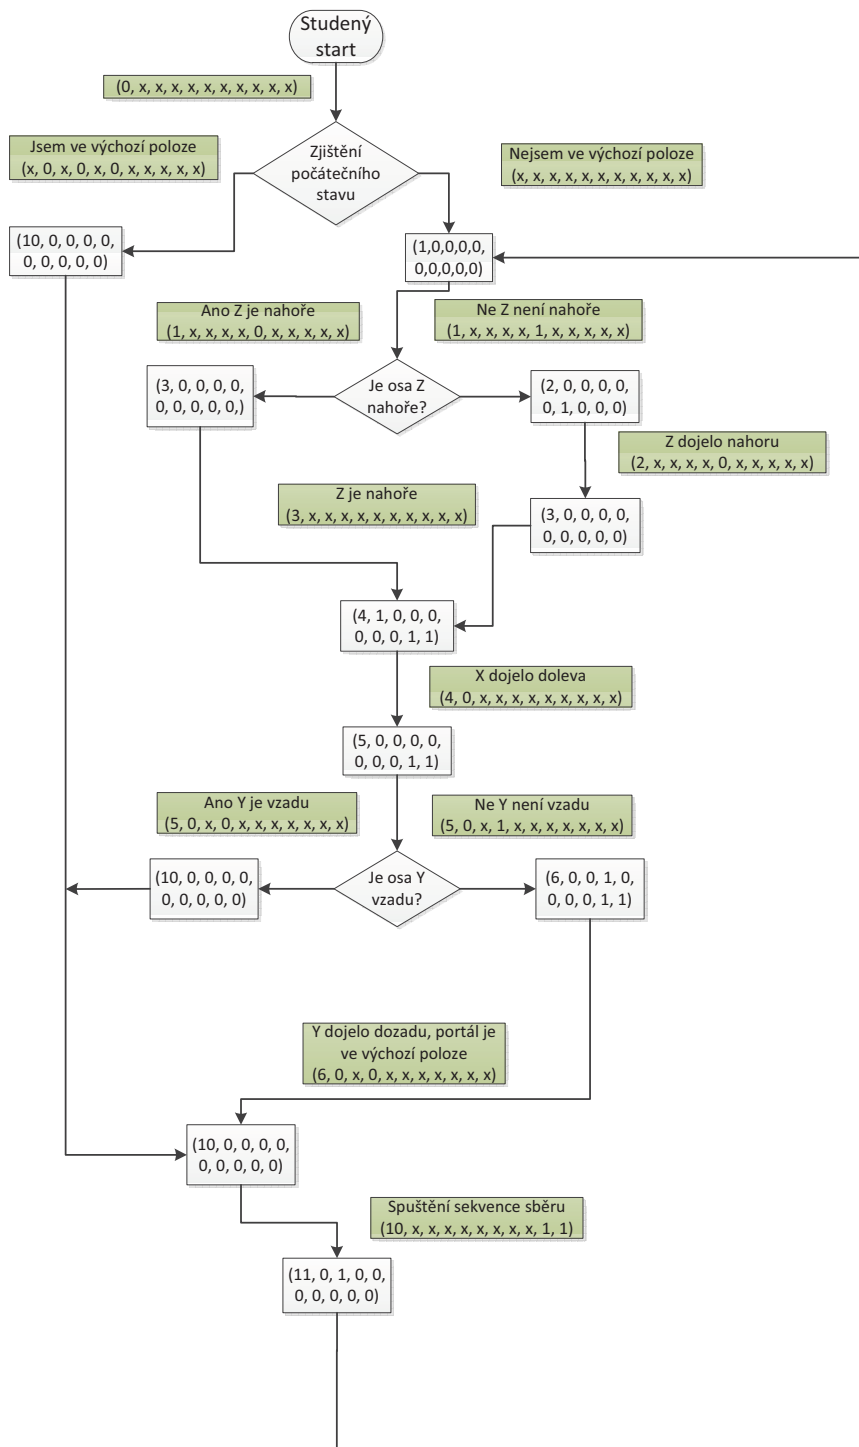 Studený
start
(0, x, x, x, x, x, x, x, x, x, x)
Jsem ve výchozí poloze
(x, 0, x, 0, x, 0, x, x, x, x, x)
Zjištění
počátečního
stavu
Nejsem ve výchozí poloze
(x, x, x, x, x, x, x, x, x, x, x)
(10, 0, 0, 0, 0,
0, 0, 0, 0, 0)
(1,0,0,0,0,
0,0,0,0,0)
Ano Z je nahoře
(1, x, x, x, x, 0, x, x, x, x, x)
Ne Z není nahoře
(1, x, x, x, x, 1, x, x, x, x, x)
(3, 0, 0, 0, 0,
0, 0, 0, 0, 0,)
Je osa Z
nahoře?
(2, 0, 0, 0, 0,
0, 1, 0, 0, 0)
Z dojelo nahoru
(2, x, x, x, x, 0, x, x, x, x, x)
Z je nahoře
(3, x, x, x, x, x, x, x, x, x, x)
(3, 0, 0, 0, 0,
0, 0, 0, 0, 0)
(4, 1, 0, 0, 0,
0, 0, 0, 1, 1)
X dojelo doleva
(4, 0, x, x, x, x, x, x, x, x, x)
(5, 0, 0, 0, 0,
0, 0, 0, 1, 1)
Ano Y je vzadu
(5, 0, x, 0, x, x, x, x, x, x, x)
Ne Y není vzadu
(5, 0, x, 1, x, x, x, x, x, x, x)
(10, 0, 0, 0, 0,
0, 0, 0, 0, 0)
Je osa Y
vzadu?
(6, 0, 0, 1, 0,
0, 0, 0, 1, 1)
Y dojelo dozadu, portál je
ve výchozí poloze
(6, 0, x, 0, x, x, x, x, x, x, x)
(10, 0, 0, 0, 0,
0, 0, 0, 0, 0)
Spuštění sekvence sběru
(10, x, x, x, x, x, x, x, x, 1, 1)
(11, 0, 1, 0, 0,
0, 0, 0, 0, 0)